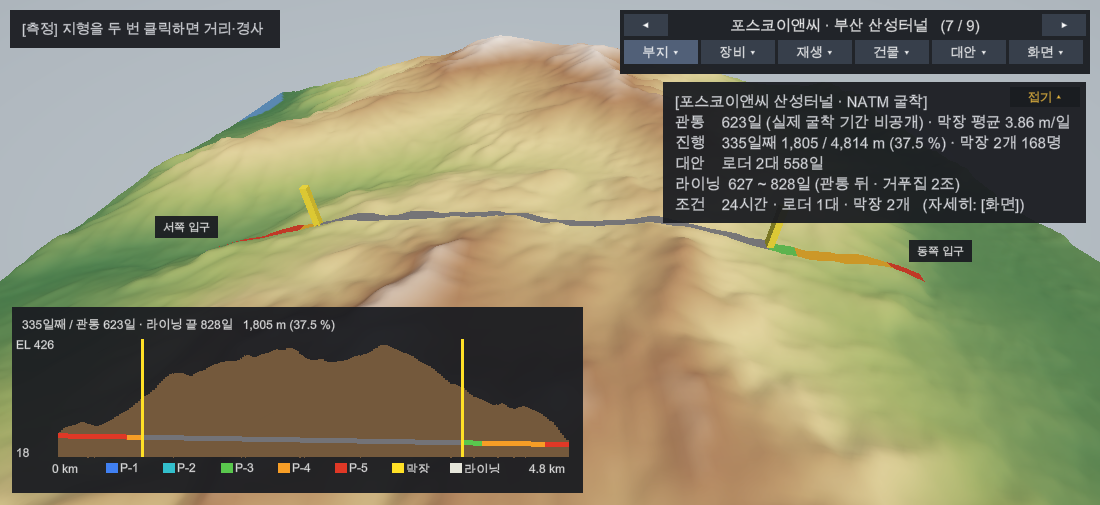 [측정] 지형을 두 번 클릭하면 거리·경사
◄ 포스코이앤씨 · 부산 산성터널 (7 / 9) ►
부지 ▾ 장비 ▾ 재생 ▾ 건물 ▾ 대안 ▾ 화면 ▾
[포스코이앤씨 산성터널 · NATM 굴착] 접기 ▴
관통 623일 (실제 굴착 기간 비공개) · 막장 평균 3.86 m/일
진행 335일째 1,805 / 4,814 m (37.5 %) · 막장 2개 168명
대안 로더 2대 558일
라이닝 627 ~ 828일 (관통 뒤 · 거푸집 2조)
조건 24시간 · 로더 1대 · 막장 2개 (자세히: [화면])
서쪽 입구
동쪽 입구
335일째 / 관통 623일 · 라이닝 끝 828일 1,805 m (37.5 %)
EL 426
18
0 km P-1 P-2 P-3 P-4 P-5 막장 라이닝 4.8 km